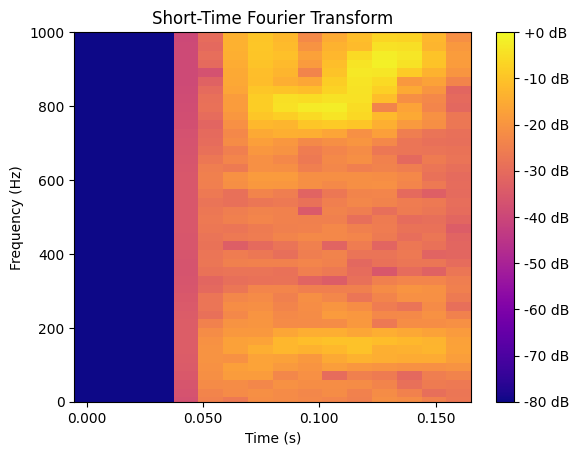 Short-Time Fourier Transform
Frequency (Hz)
1000
800
600
400
200
0
0.000
0.050
0.100
0.150
Time (s)
+0 dB
-10 dB
-20 dB
-30 dB
-40 dB
-50 dB
-60 dB
-70 dB
-80 dB